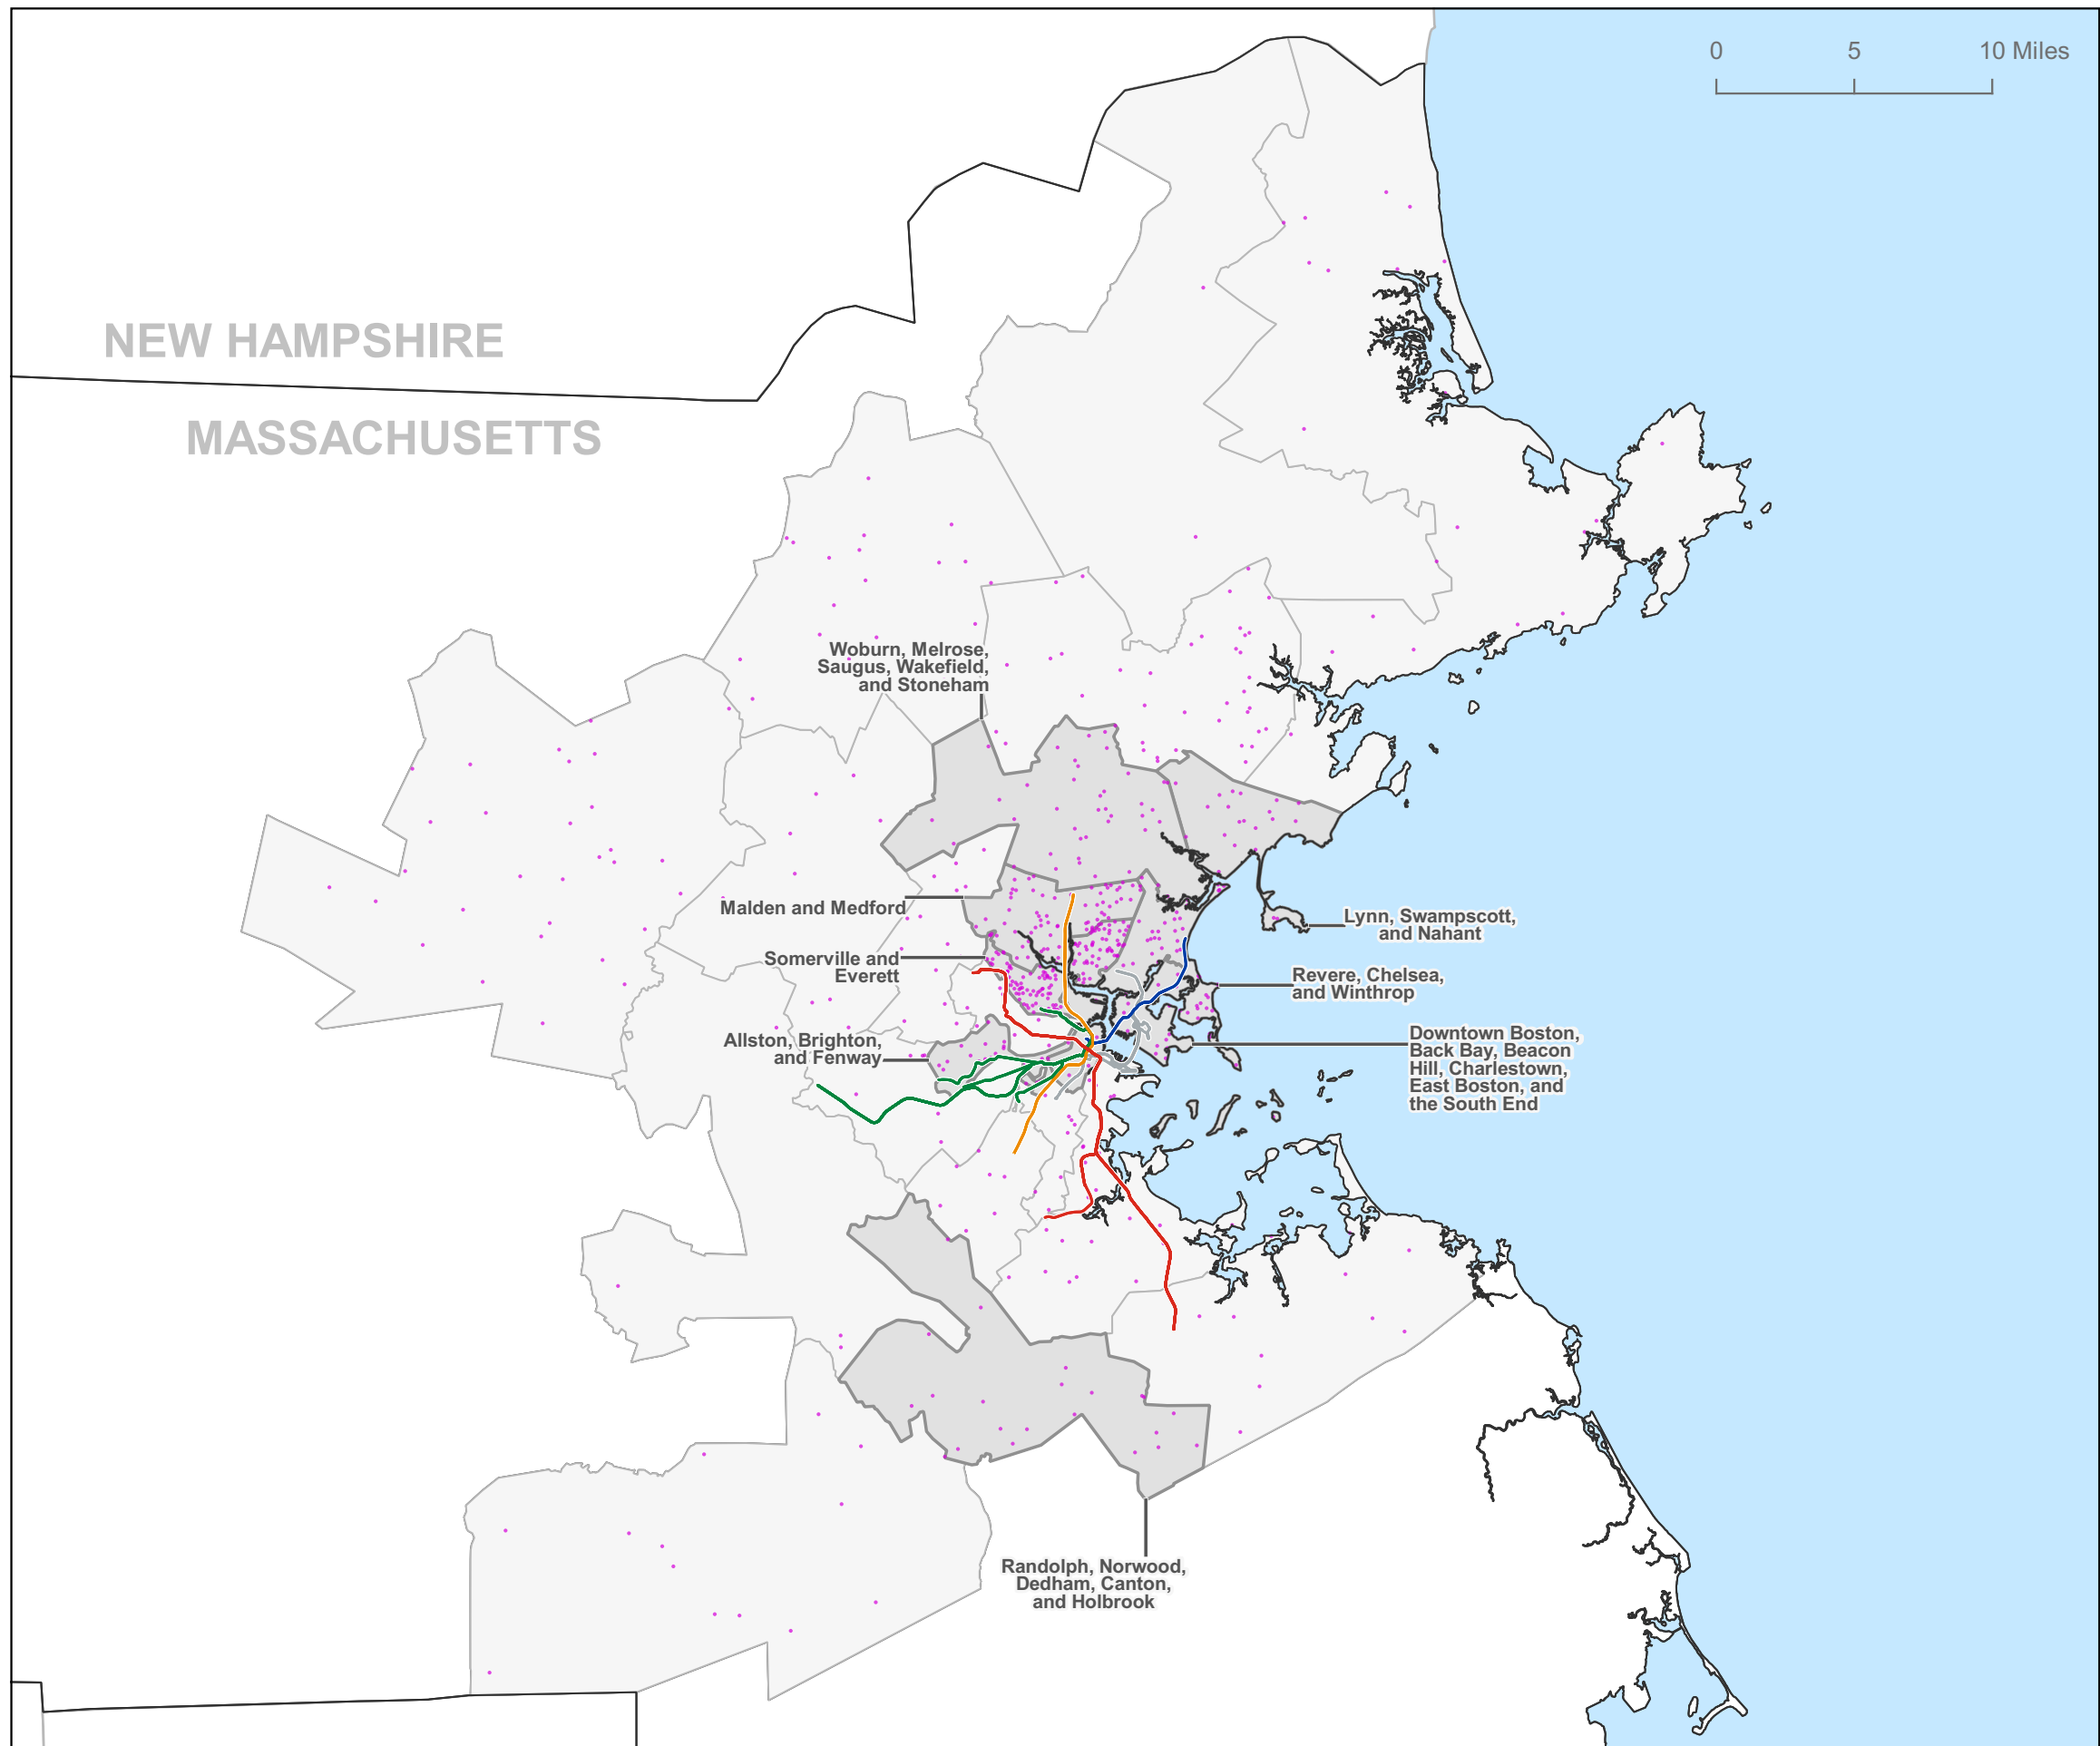 0 5 10 Miles
NEW HAMPSHIRE
MASSACHUSETTS
Woburn, Melrose,
Saugus, Wakefield,
and Stoneham
Malden and Medford
Lynn, Swampscott,
and Nahant
Somerville and
Everett
Revere, Chelsea,
and Winthrop
Allston, Brighton,
and Fenway
Downtown Boston,
Back Bay, Beacon
Hill, Charlestown,
East Boston, and
the South End
Randolph, Norwood,
Dedham, Canton,
and Holbrook